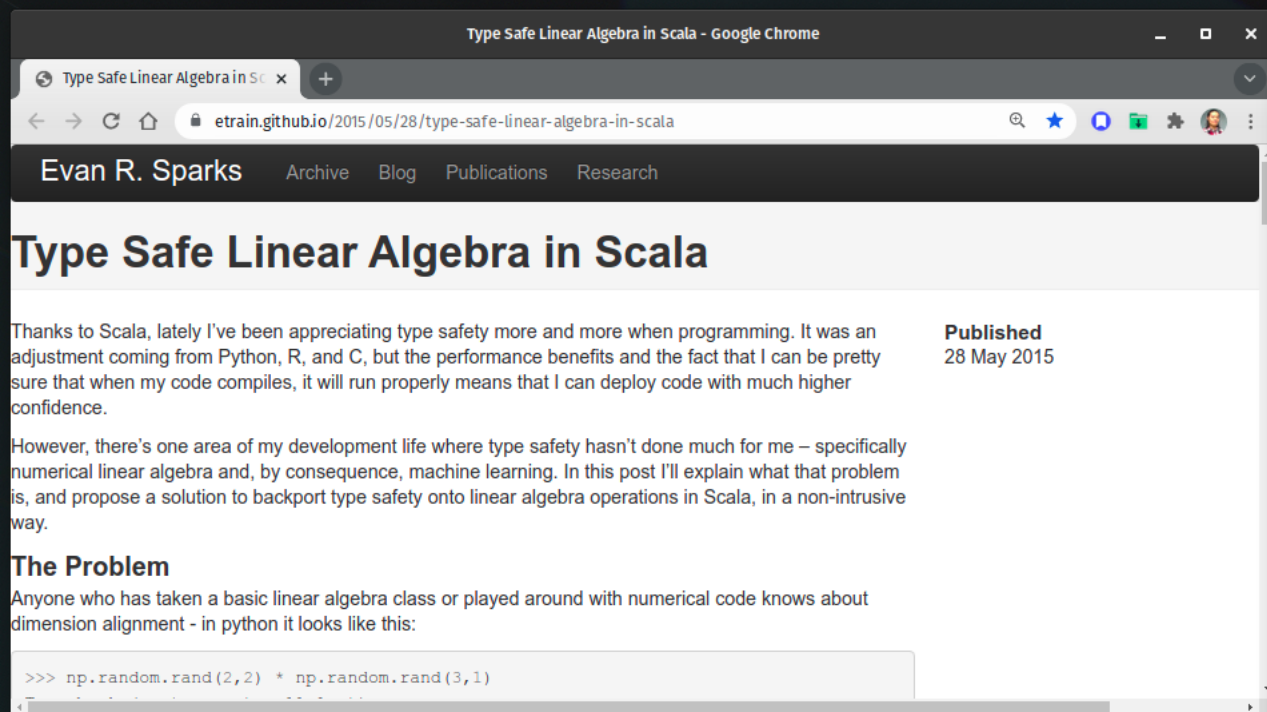 Type Safe Linear Algebra in Scala - Google Chrome
Type Safe Linear Algebra in Sc
etrain.github.io/2015/05/28/type-safe-linear-algebra-in-scala
Evan R. Sparks Archive Blog Publications Research
Type Safe Linear Algebra in Scala
Thanks to Scala, lately I’ve been appreciating type safety more and more when programming. It was an
adjustment coming from Python, R, and C, but the performance benefits and the fact that I can be pretty
sure that when my code compiles, it will run properly means that I can deploy code with much higher
confidence.
Published
28 May 2015
However, there’s one area of my development life where type safety hasn’t done much for me – specifically
numerical linear algebra and, by consequence, machine learning. In this post I’ll explain what that problem
is, and propose a solution to backport type safety onto linear algebra operations in Scala, in a non-intrusive
way.
The Problem
Anyone who has taken a basic linear algebra class or played around with numerical code knows about
dimension alignment - in python it looks like this:
>>> np.random.rand(2,2) * np.random.rand(3,1)